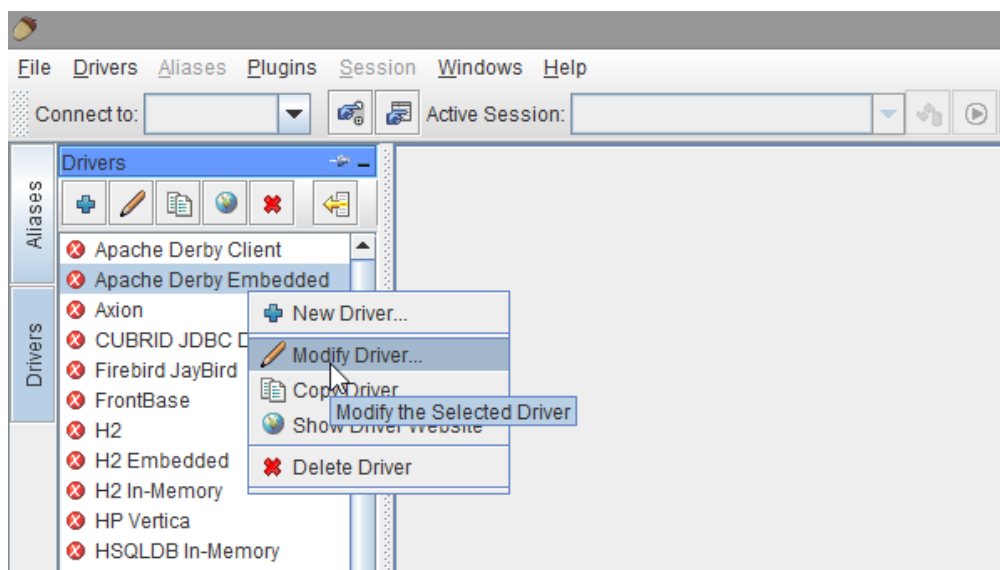 File Drivers Aliases Plugins Session Windows Help
Connect to: Active Session:
Aliases
Drivers
Drivers
Apache Derby Client
Apache Derby Embedded
Axion
CUBRID JDBC D
Firebird JayBird
FrontBase
H2
H2 Embedded
H2 In-Memory
HP Vertica
HSQLDB In-Memory
New Driver...
Modify Driver...
Copy Driver
Modify the Selected Driver
Show Driver Website
Delete Driver